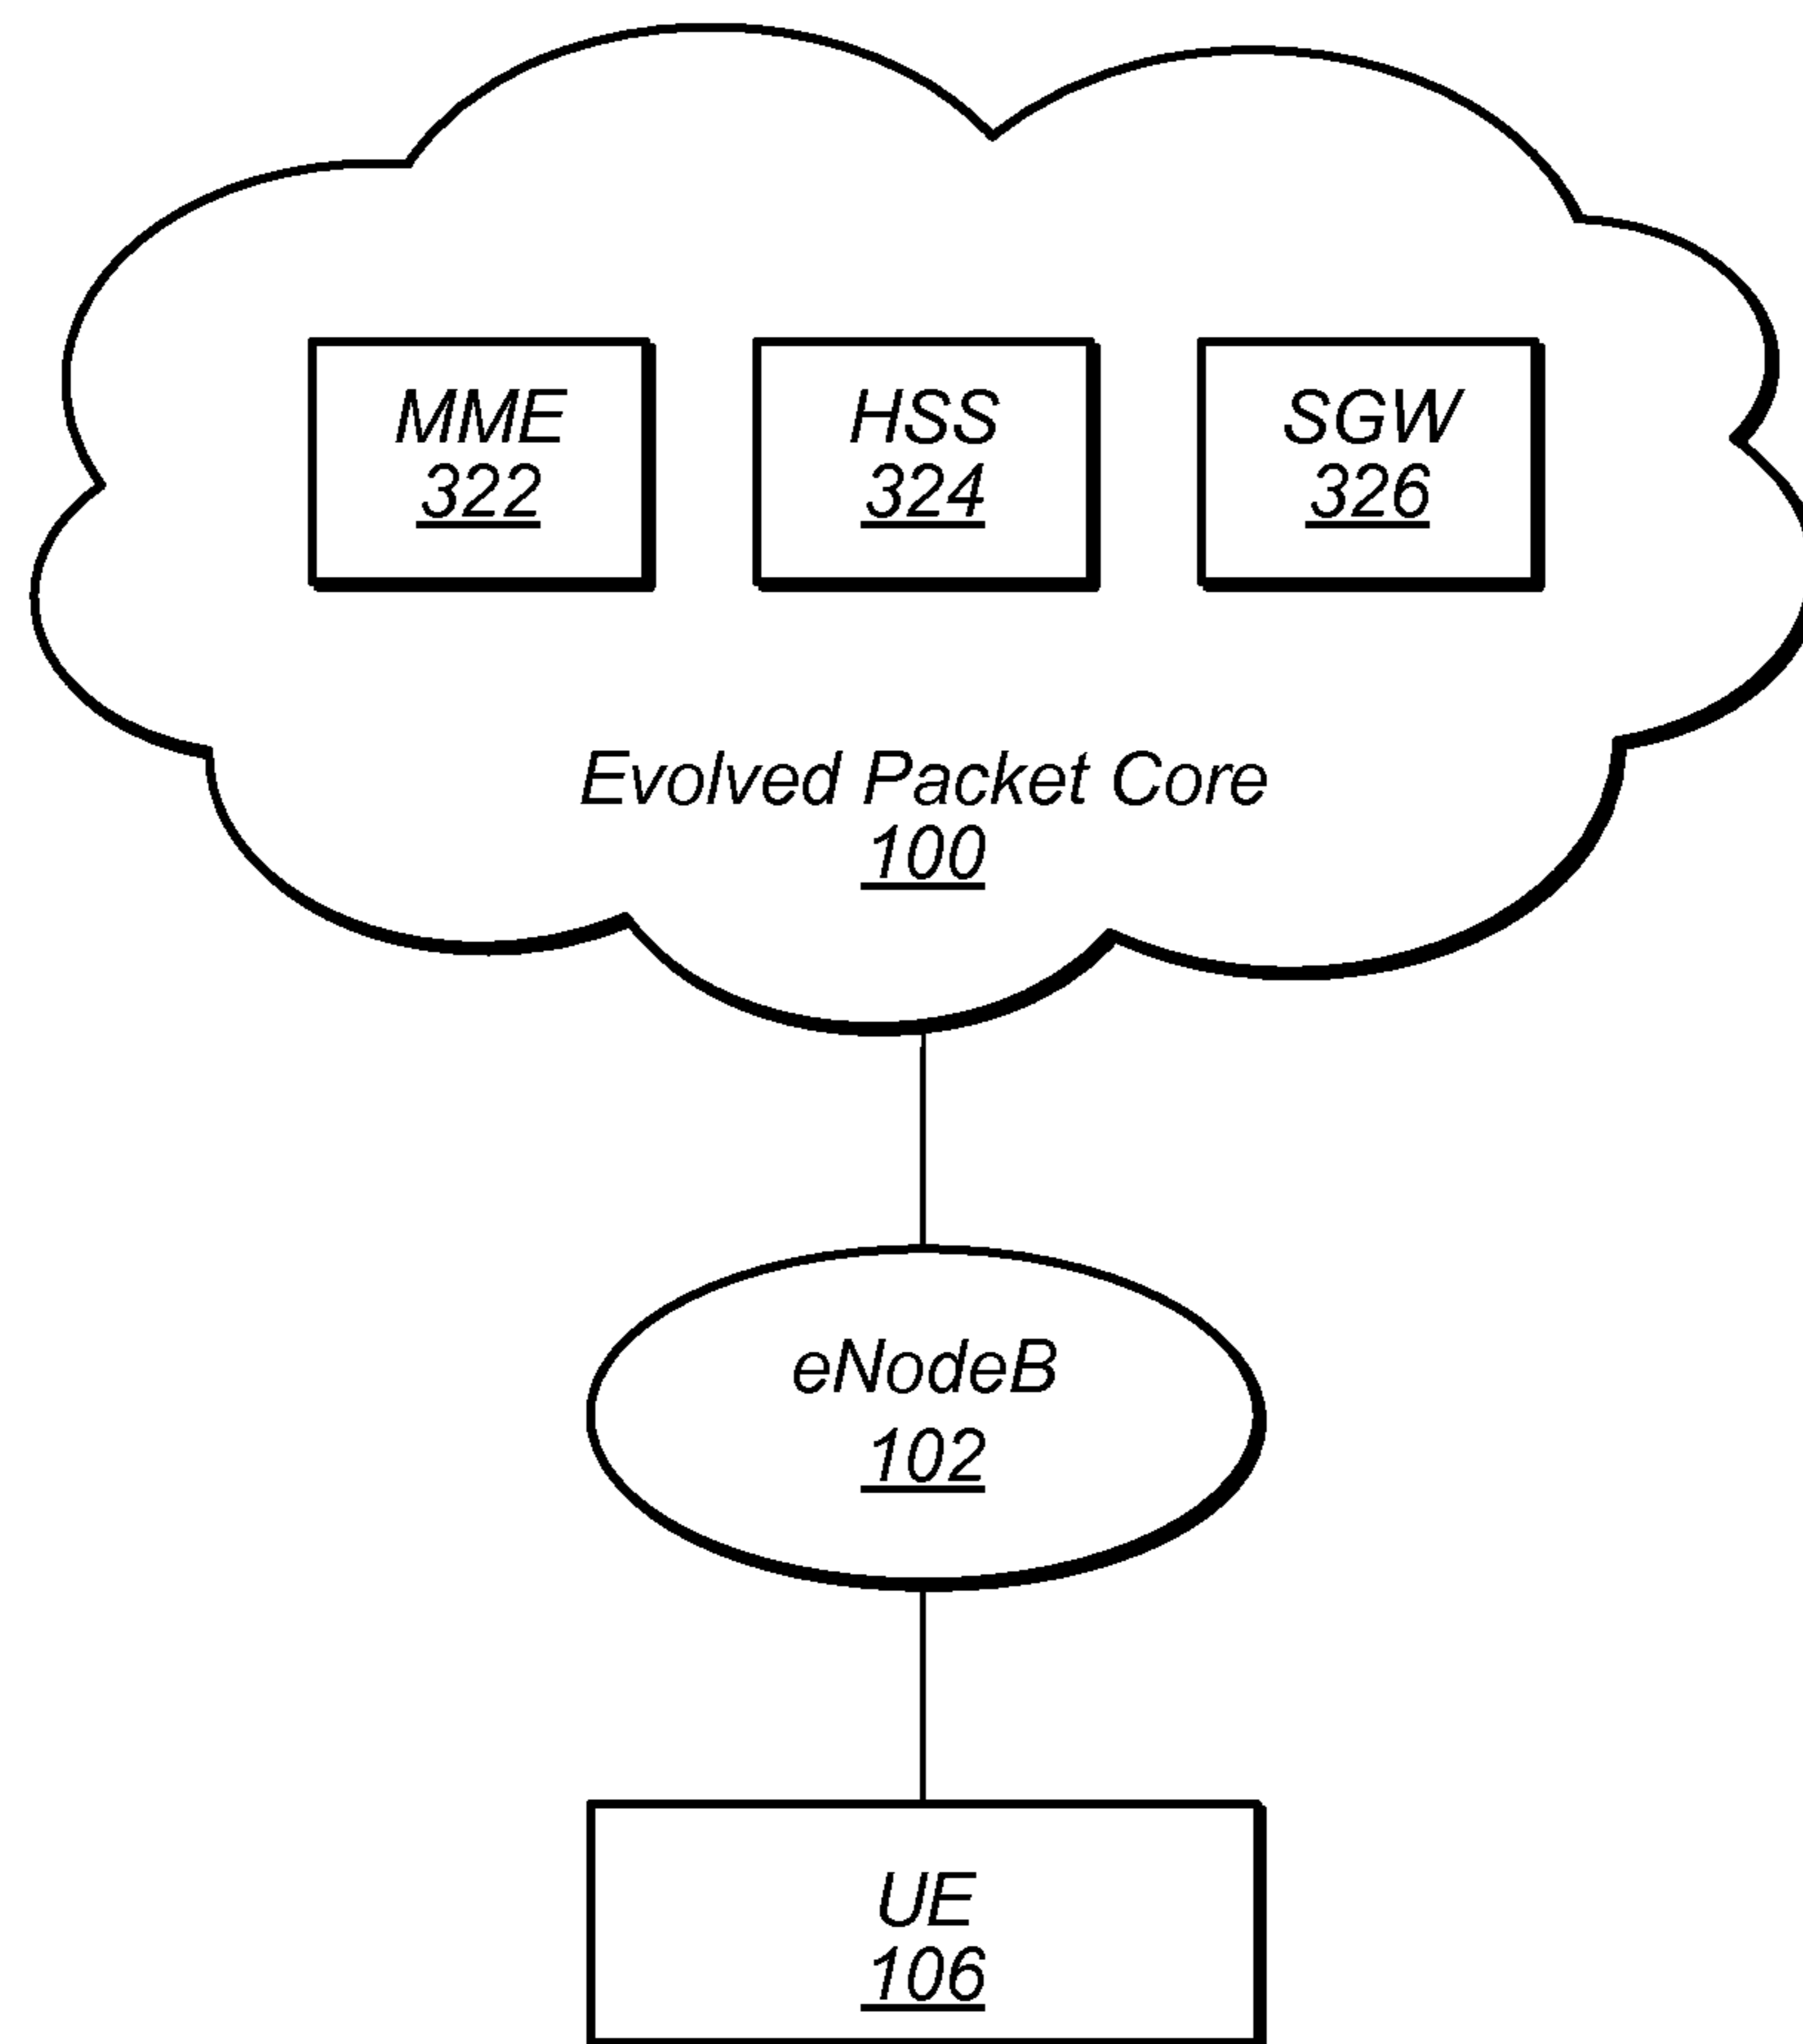 MME
322
HSS
324
SGW
326
Evolved Packet Core
100
eNodeB
102
UE
106